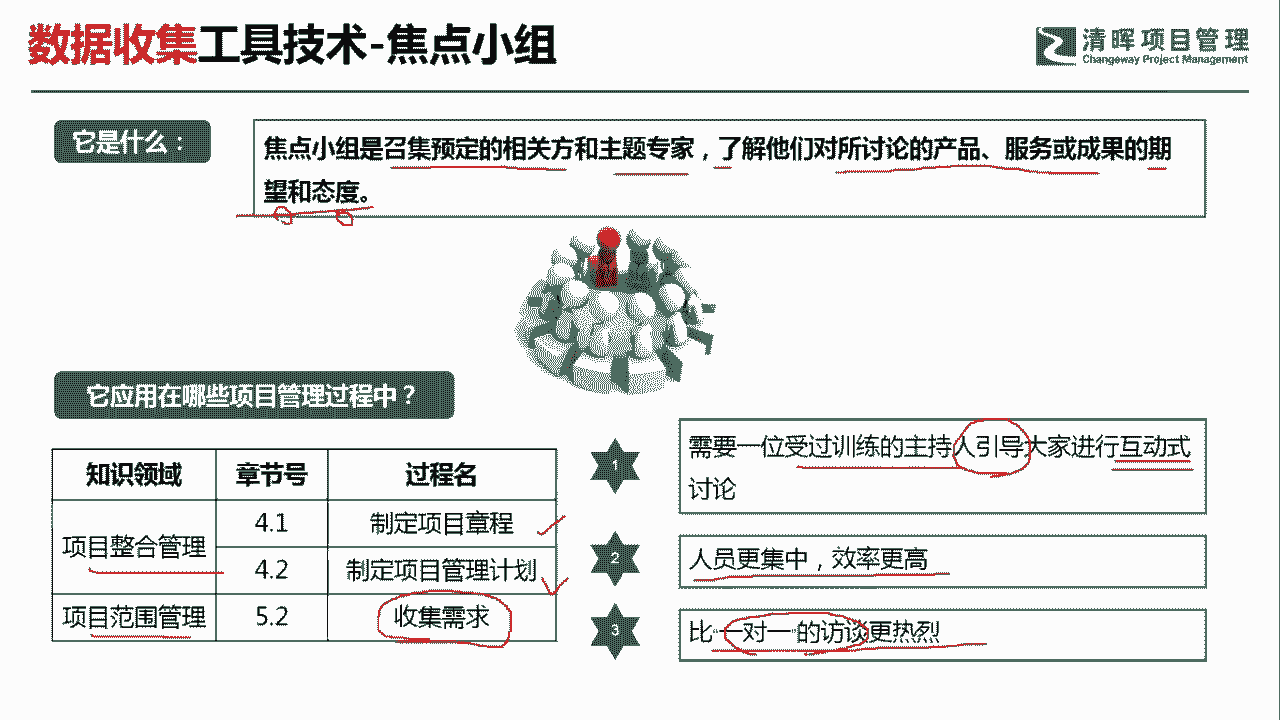 数据收集工具技术-焦点小组
清晖项目管理
Changeway Project Management
它是什么：
焦点小组是召集预定的相关方和主题专家，了解他们对所讨论的产品、服务或成果的期
望和态度。
它应用在哪些项目管理过程中？
知识领域 章节号 过程名
项目整合管理 4.1 制定项目章程
4.2 制定项目管理计划
项目范围管理 5.2 收集需求
1 需要一位受过训练的主持人引导大家进行互动式
讨论
2 人员更集中，效率更高
3 比“一对一”的访谈更热烈